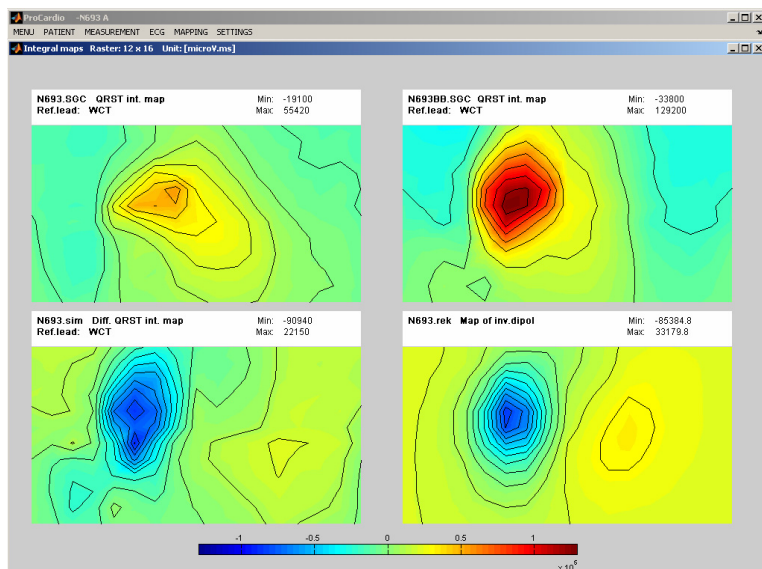 ProCardio -N693 A
MENU PATIENT MEASUREMENT ECG MAPPING SETTINGS
Integral maps Raster: 12 x 16 Unit: [microV.ms]
N693.SGC QRST int. map Min: -19100
Ref.lead: WCT Max: 55420
N693BB.SGC QRST int. map Min: -33800
Ref.lead: WCT Max: 129200
N693.sim Diff. QRST int. map Min: -90940
Ref.lead: WCT Max: 22150
N693.rek Map of inv.dipol Min: -85384.8
Max: 33179.8
-1 -0.5 0 0.5 1